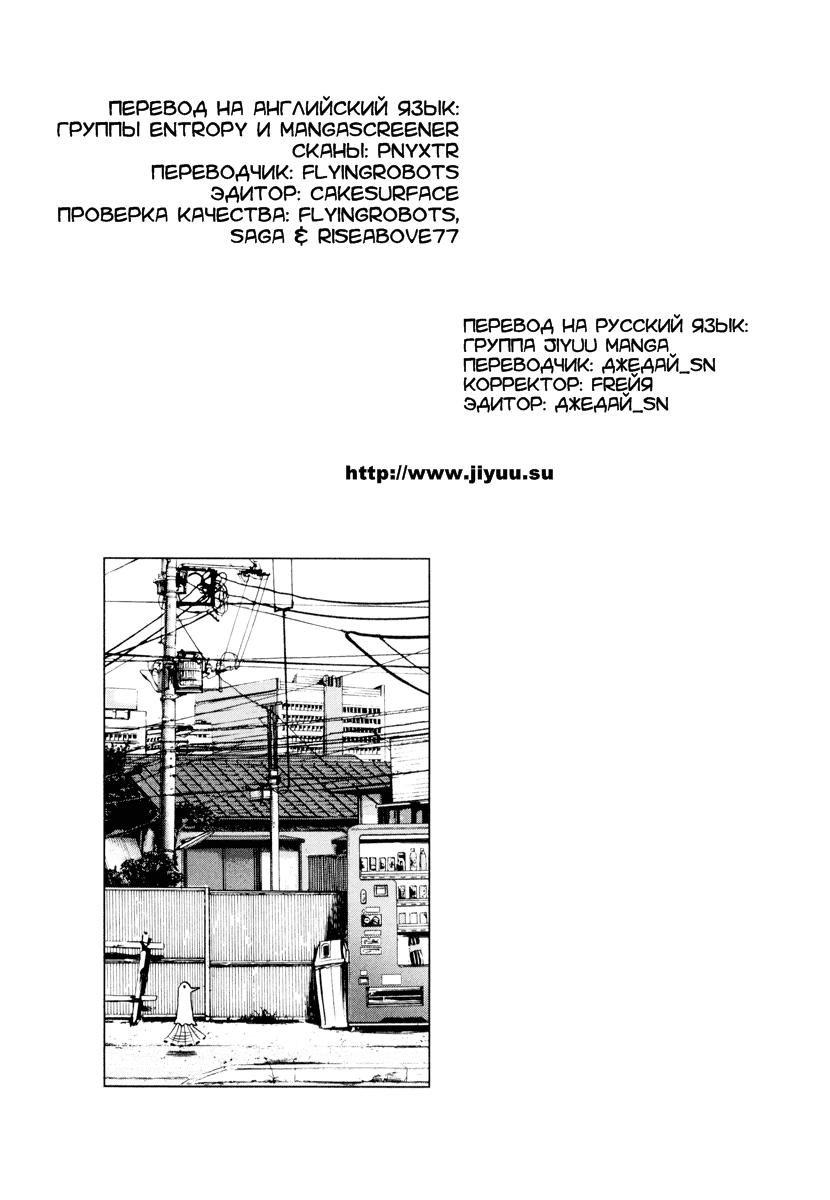 ПЕРЕВОД НА АНГЛИЙСКИЙ ЯЗЫК:
ГРУППЫ ENTROPY И MANGASCREENER
СКАНЫ: PNYXTR
ПЕРЕВОДЧИК: FLYINGROBOTS
ЭДИТОР: CAKESURFACE
ПРОВЕРКА КАЧЕСТВА: FLYINGROBOTS,
SAGA & RISEABOVE77
ПЕРЕВОД НА РУССКИЙ ЯЗЫК:
ГРУППА JIYUU MANGA
ПЕРЕВОДЧИК: ДЖЕДАЙ_SN
КОРРЕКТОР: FRЕЙЯ
ЭДИТОР: ДЖЕДАЙ_SN
http://www.jiyuu.su